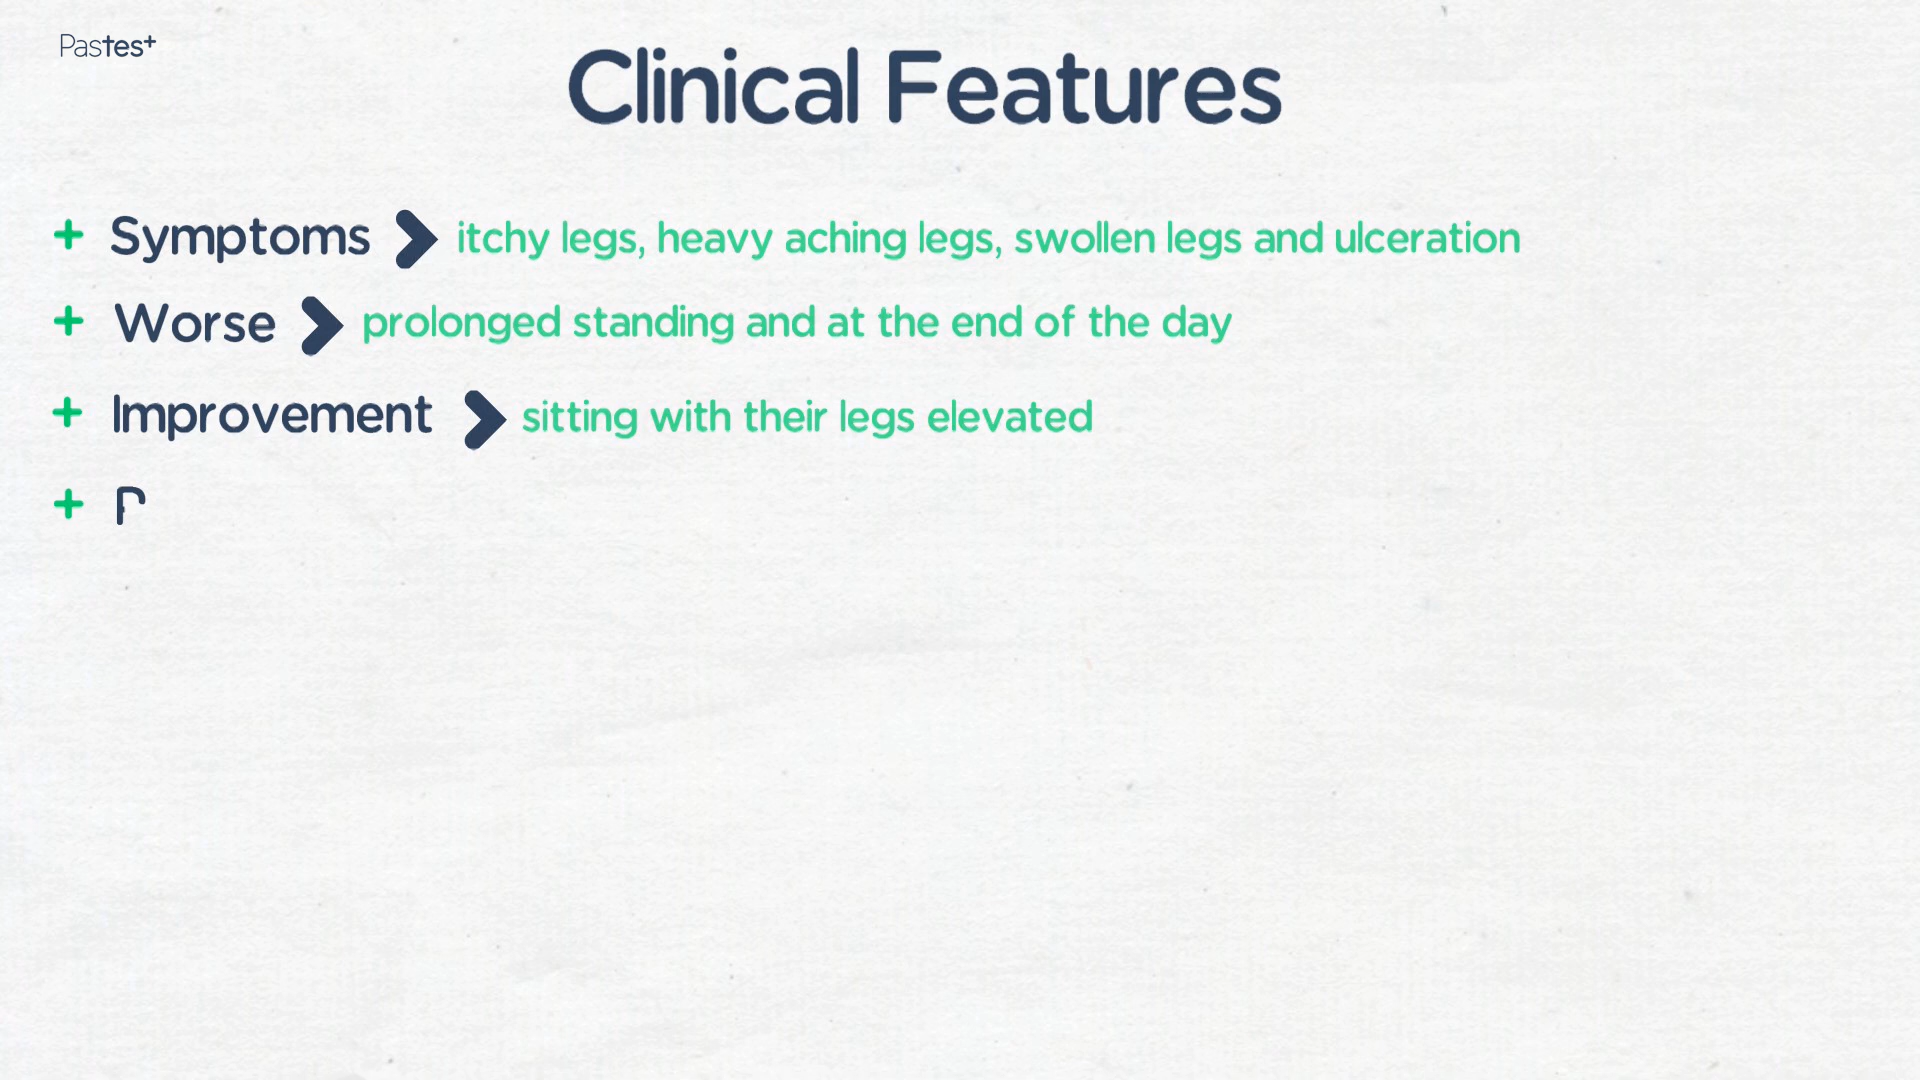 Pastes+
Clinical Features
+ Symptoms > itchy legs, heavy aching legs, swollen legs and ulceration
+ Worse > prolonged standing and at the end of the day
+ Improvement > sitting with their legs elevated
+